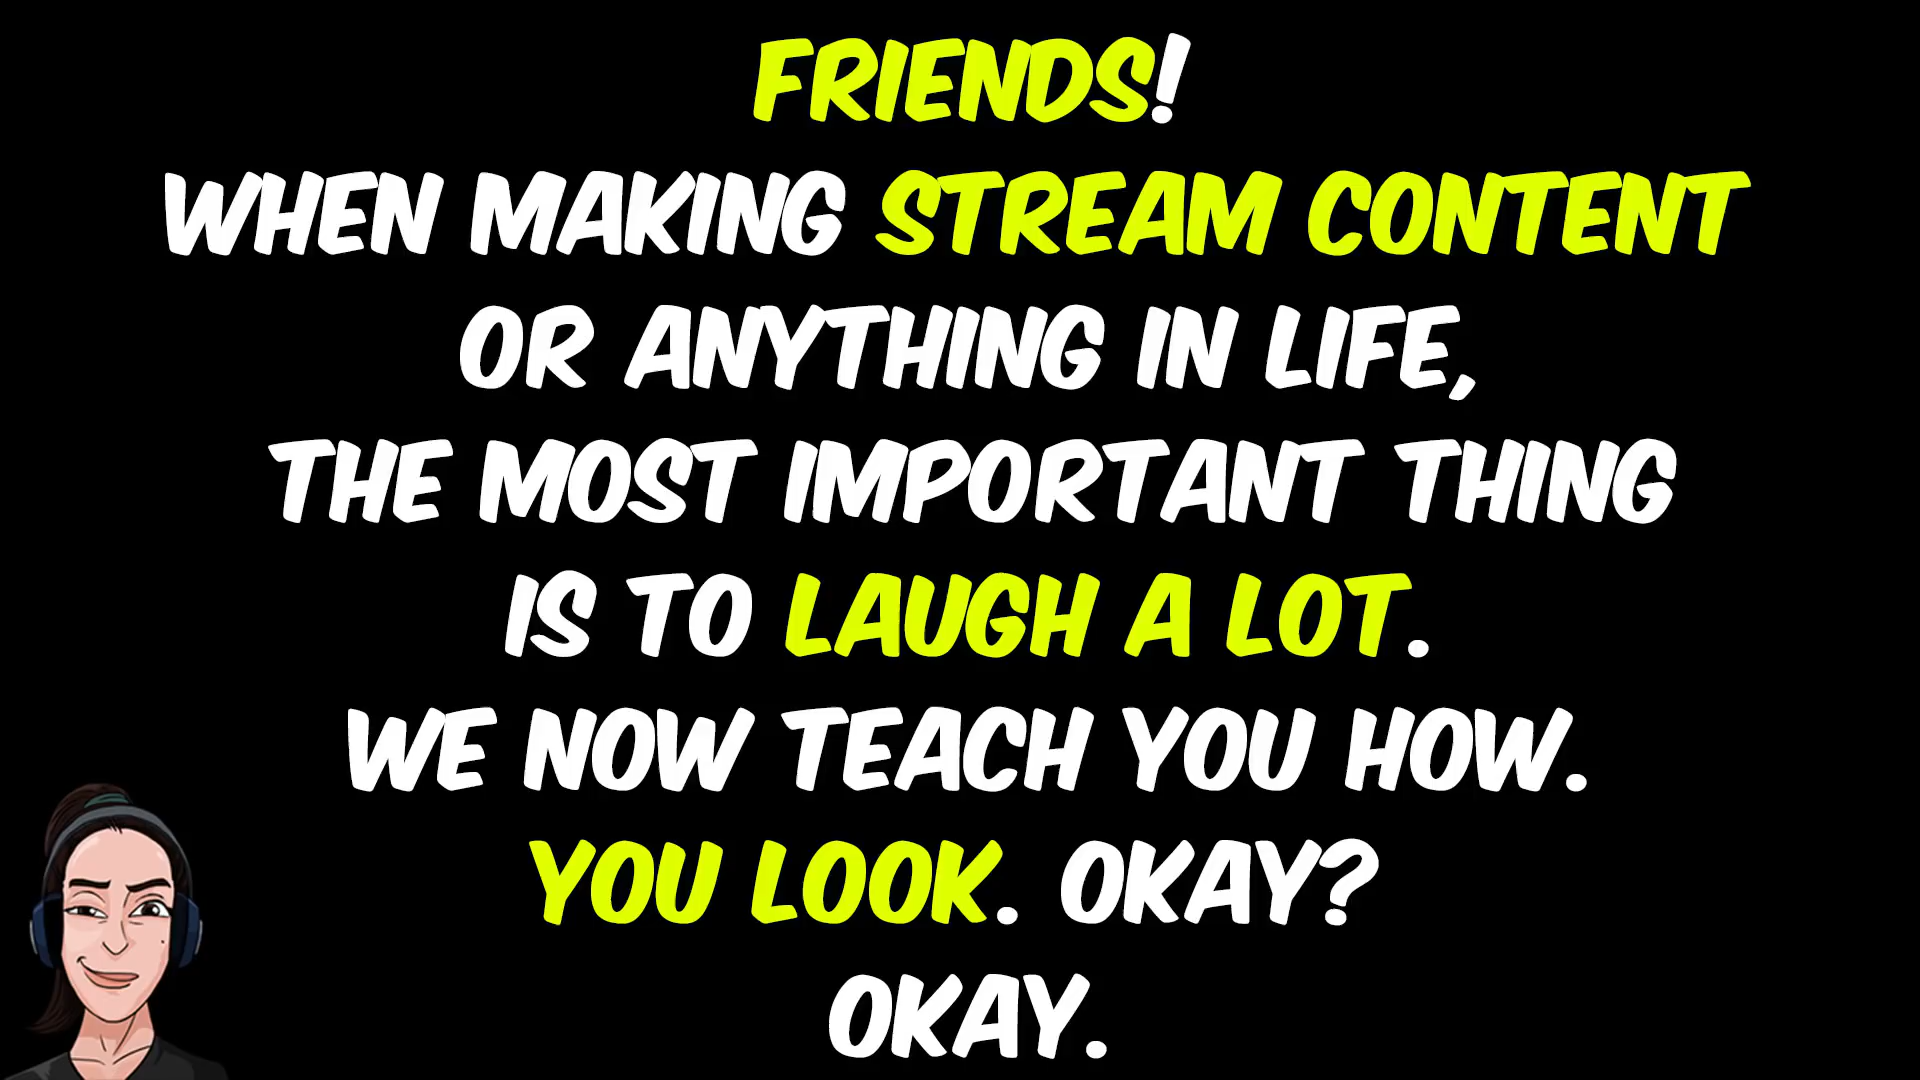 FRIENDS!
WHEN MAKING STREAM CONTENT
OR ANYTHING IN LIFE,
THE MOST IMPORTANT THING
IS TO LAUGH A LOT.
WE NOW TEACH YOU HOW.
YOU LOOK. OKAY?
OKAY.